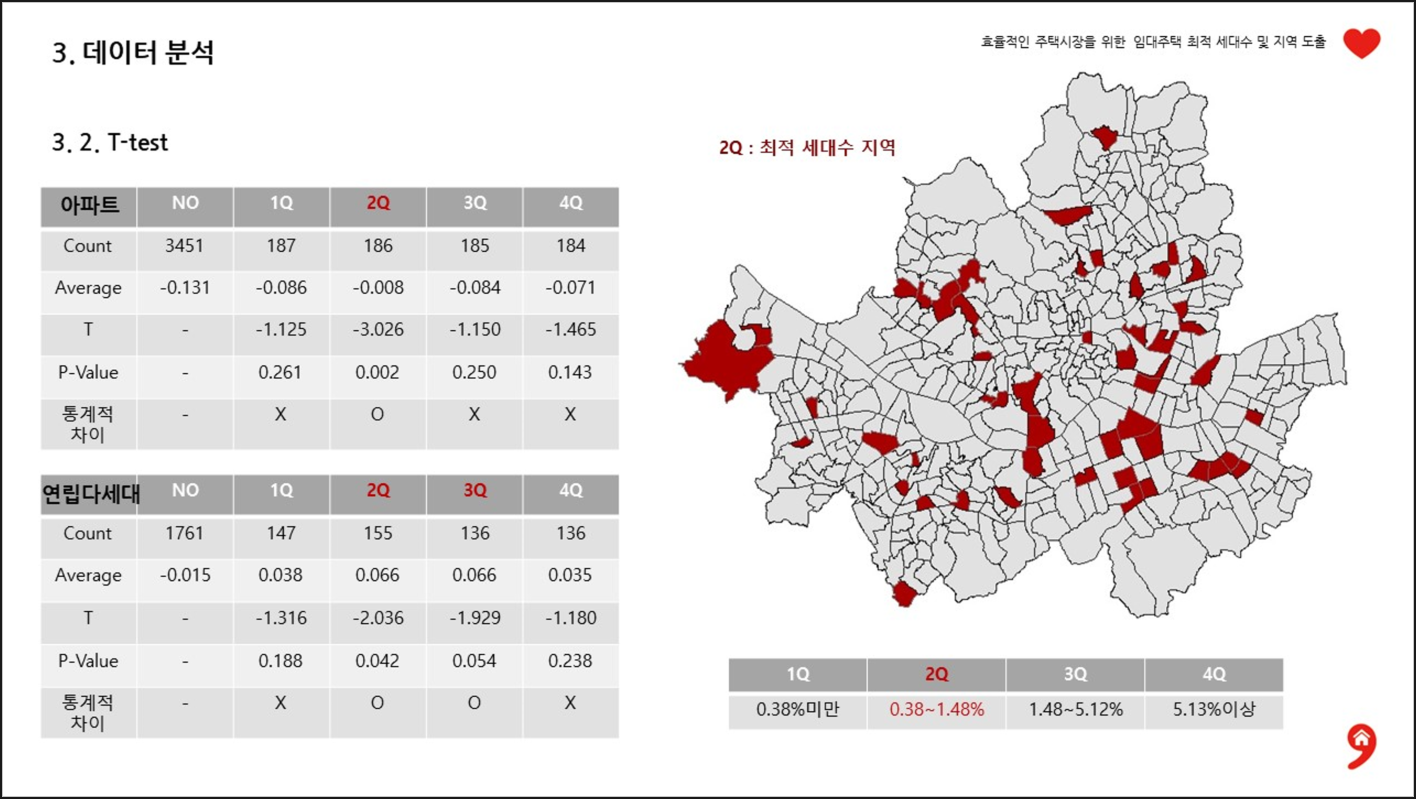 3. 데이터 분석
효율적인 주택시장을 위한 임대주택 최적 세대수 및 지역 도출
3. 2. T-test
2Q : 최적 세대수 지역
아파트 NO 1Q 2Q 3Q 4Q
Count 3451 187 186 185 184
Average -0.131 -0.086 -0.008 -0.084 -0.071
T - -1.125 -3.026 -1.150 -1.465
P-Value - 0.261 0.002 0.250 0.143
통계적
차이 - X O X X
연립다세대 NO 1Q 2Q 3Q 4Q
Count 1761 147 155 136 136
Average -0.015 0.038 0.066 0.066 0.035
T - -1.316 -2.036 -1.929 -1.180
P-Value - 0.188 0.042 0.054 0.238
통계적
차이 - X O O X
1Q 2Q 3Q 4Q
0.38%미만 0.38~1.48% 1.48~5.12% 5.13%이상